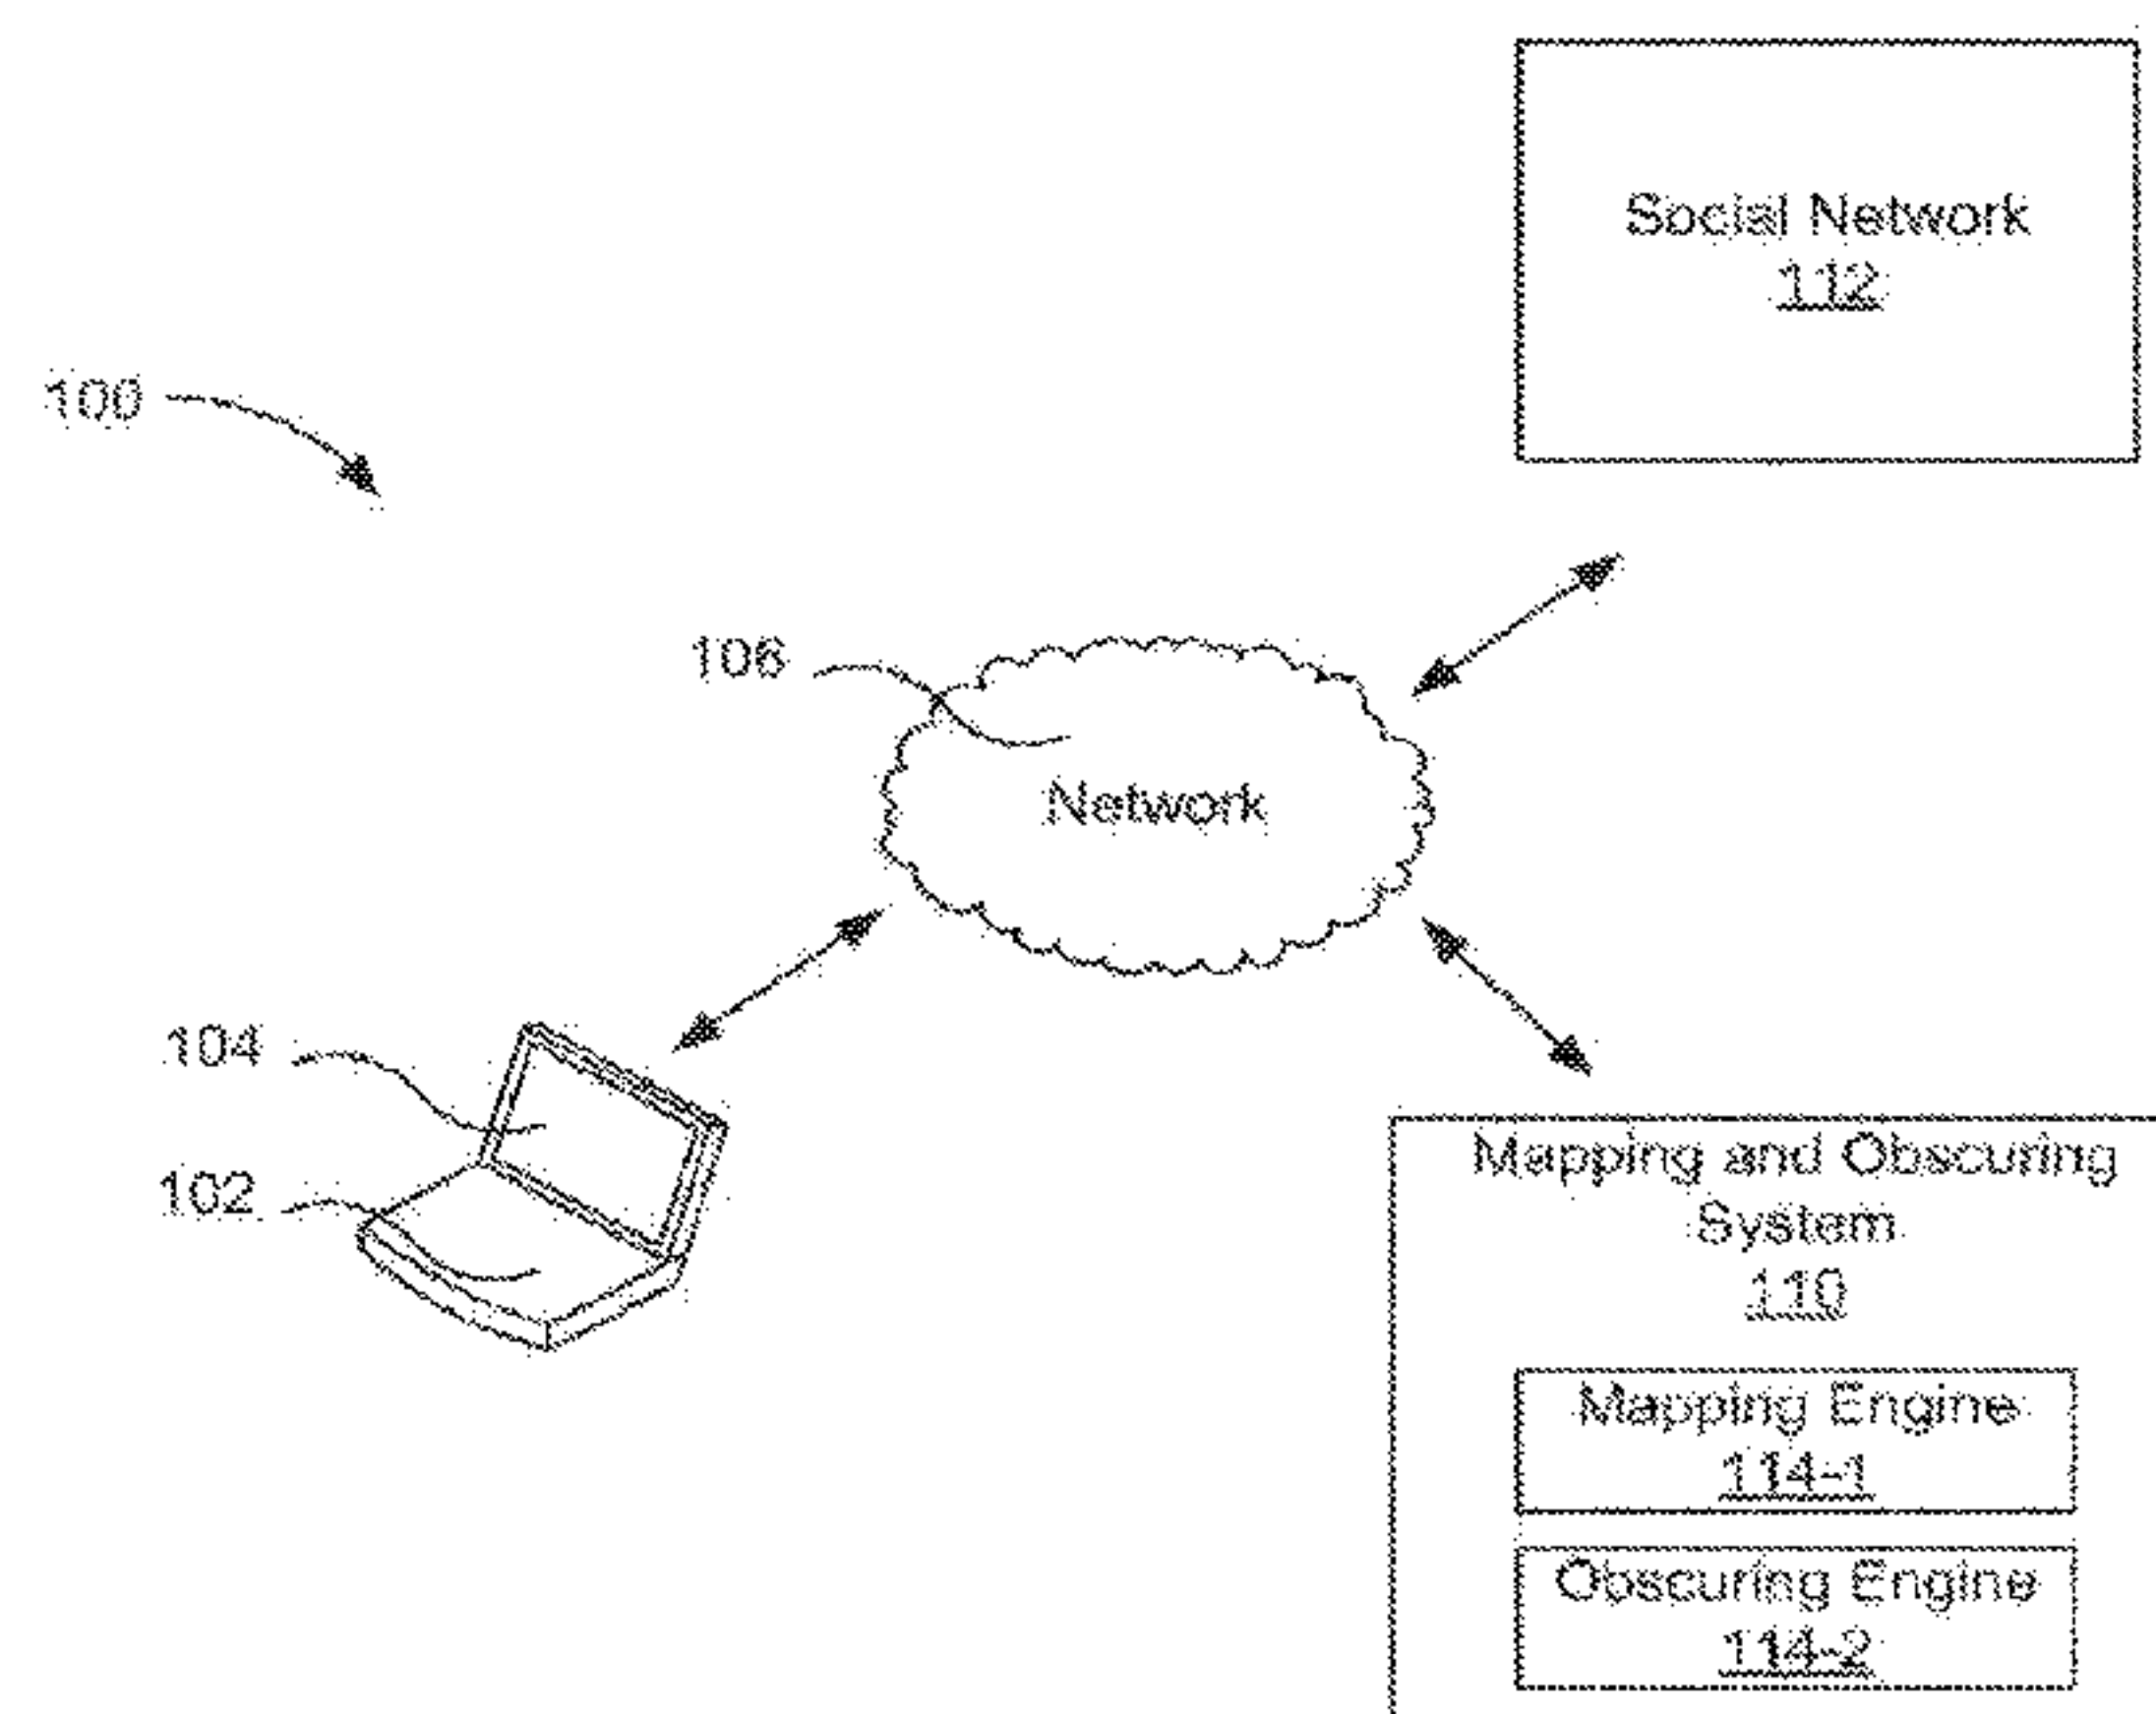 Social Network
112
100
106
Network
104
102
Mapping and Obscuring
System
110
Mapping Engine
114-1
Obscuring Engine
114-2